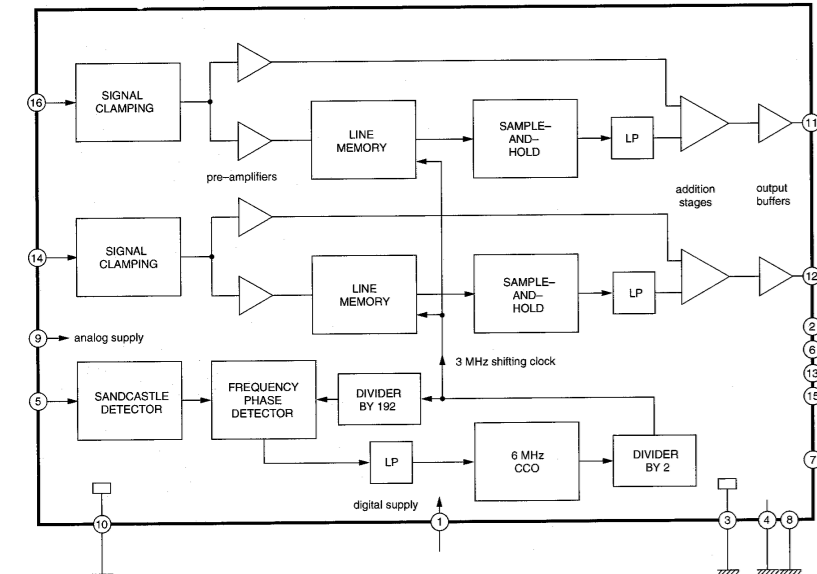 SIGNAL
CLAMPING
16
pre–amplifiers
LINE
MEMORY
SAMPLE–
AND–
HOLD
LP
11
addition
stages
output
buffers
SIGNAL
CLAMPING
14
LINE
MEMORY
SAMPLE–
AND–
HOLD
LP
12
9
analog supply
2
6
13
15
7
3 MHz shifting clock
5
SANDCASTLE
DETECTOR
FREQUENCY
PHASE
DETECTOR
DIVIDER
BY 192
LP
6 MHz
CCO
DIVIDER
BY 2
digital supply
10
1
3
4
8